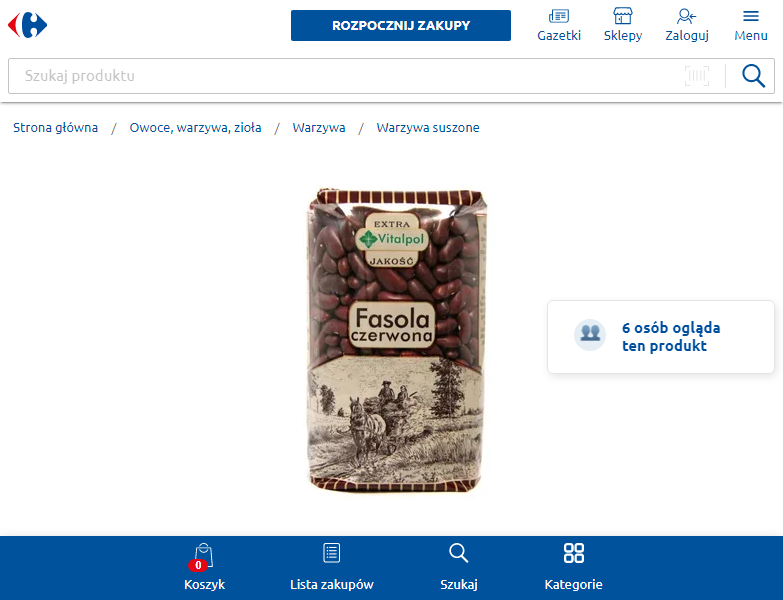 ROZPOCZNIJ ZAKUPY
Gazetki
Sklepy
Zaloguj
Menu
Szukaj produktu
Strona główna / Owoce, warzywa, zioła / Warzywa / Warzywa suszone
EXTRA
Vitalpol
JAKOŚĆ
Fasola
czerwona
6 osób ogląda
ten produkt
0
Koszyk
Lista zakupów
Szukaj
Kategorie